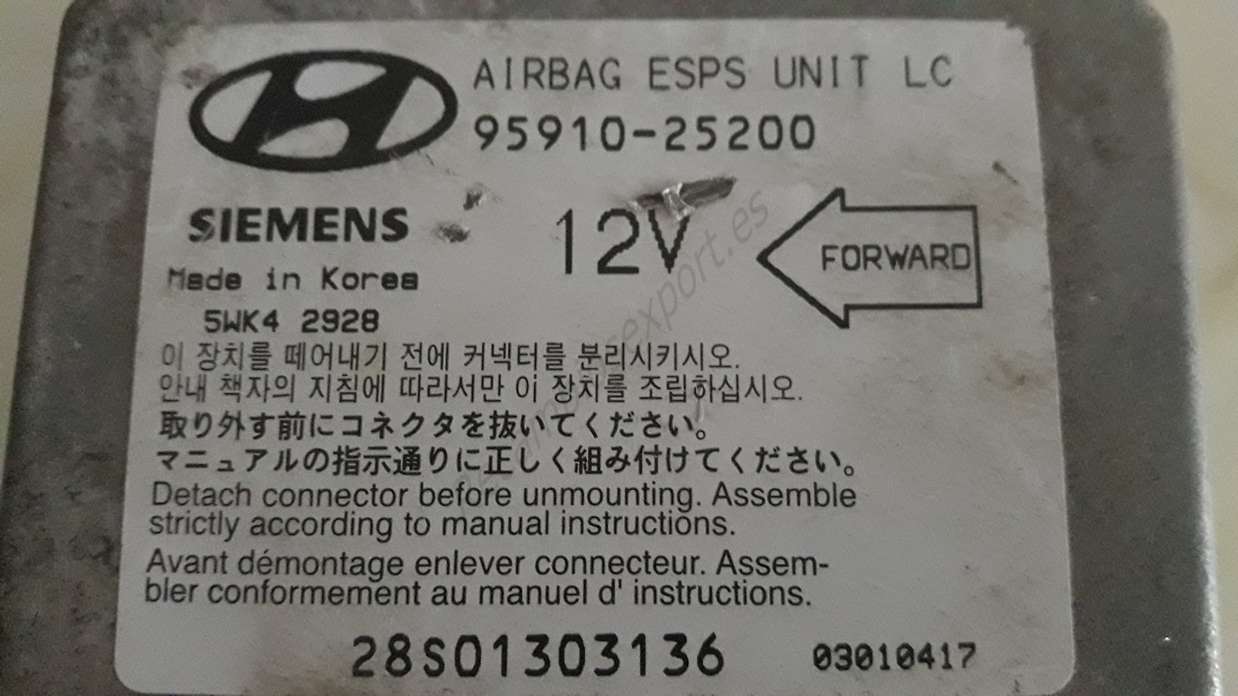 AIRBAG ESPS UNIT LC
95910-25200
SIEMENS
12V
FORWARD
Made in Korea
5WK4 2928
이 장치를 떼어내기 전에 커넥터를 분리시키시오.
안내 책자의 지침에 따라서만 이 장치를 조립하십시오.
取り外す前にコネクタを抜いてください。
マニュアルの指示通りに正しく組み付けてください。
Detach connector before unmounting. Assemble
strictly according to manual instructions.
Avant démontage enlever connecteur. Assem-
bler conformement au manuel d' instructions.
28S01303136
03010417